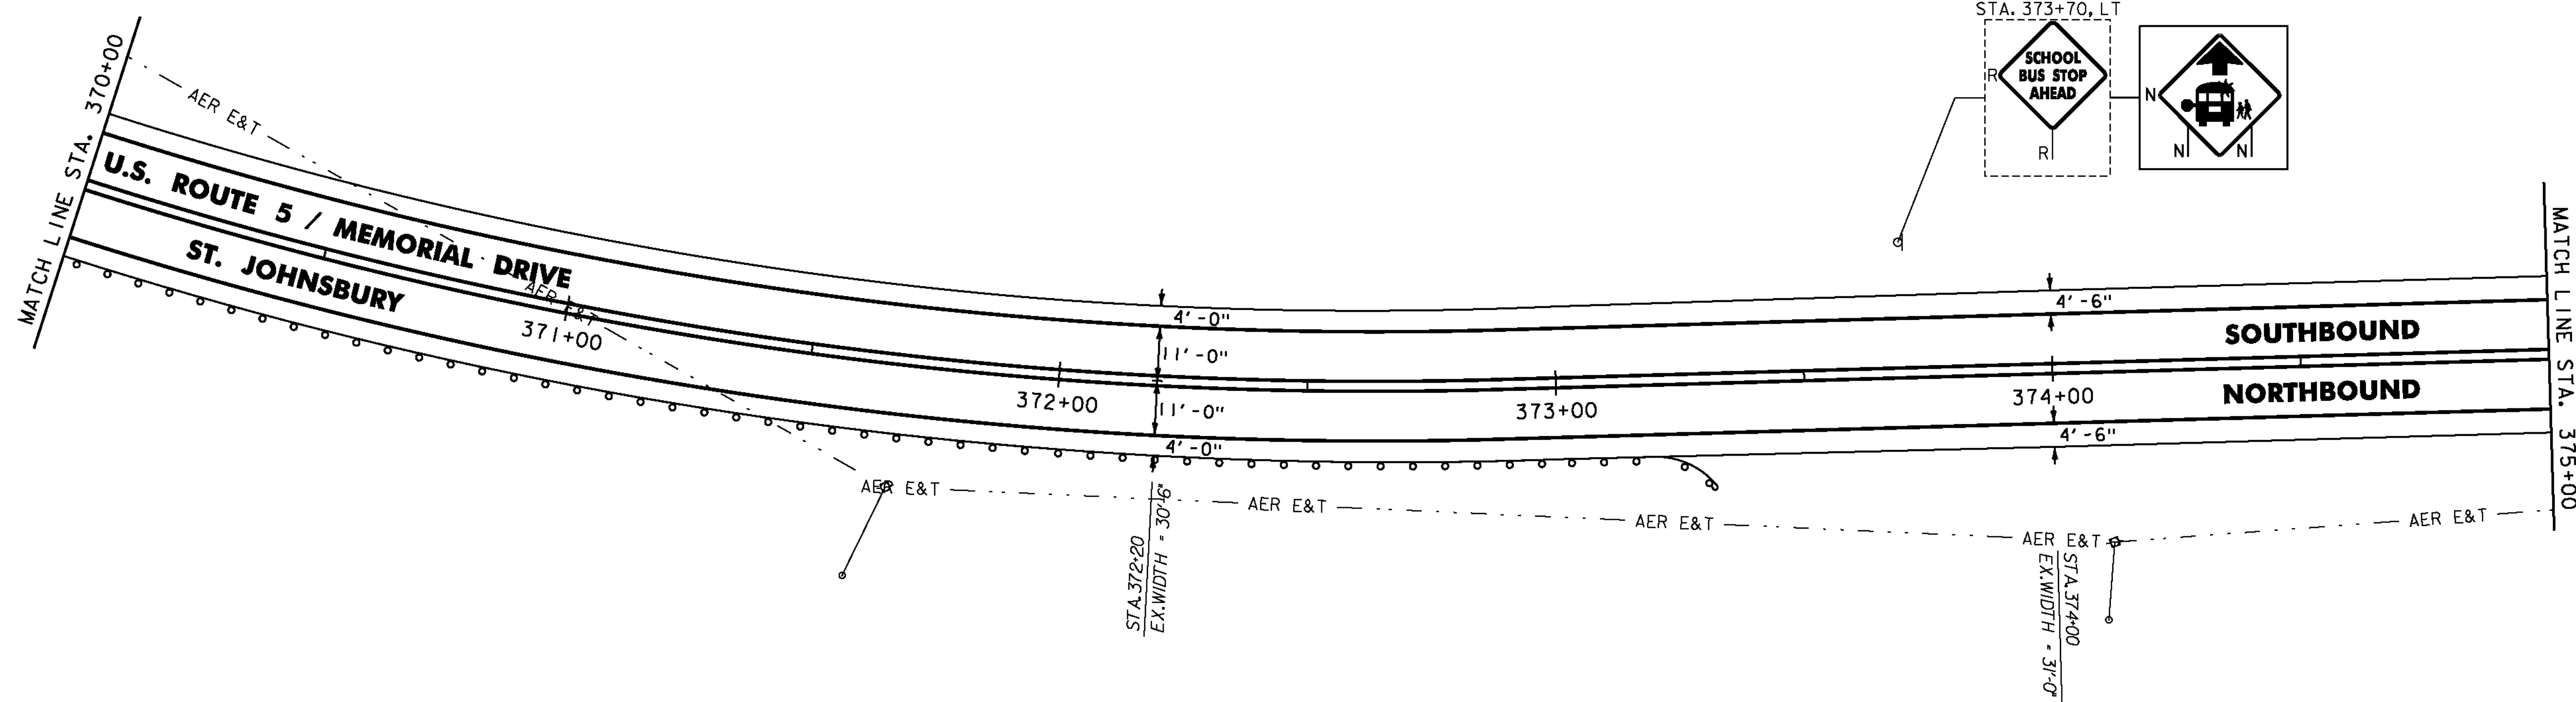 STA. 373+70, LT
SCHOOL
BUS STOP
AHEAD
R
R
N
N
N
MATCH LINE STA. 370+00
AER E&T
U.S. ROUTE 5 / MEMORIAL DRIVE
ST. JOHNSBURY
AER E&T
371+00
372+00
373+00
374+00
4'-0"
11'-0"
11'-0"
4'-0"
4'-6"
4'-6"
SOUTHBOUND
NORTHBOUND
MATCH LINE STA. 375+00
AER E&T
AER E&T
AER E&T
AER E&T
AER E&T
STA.372+20
EX.WIDTH = 30'-6"
STA.374+00
EX.WIDTH = 31'-0"